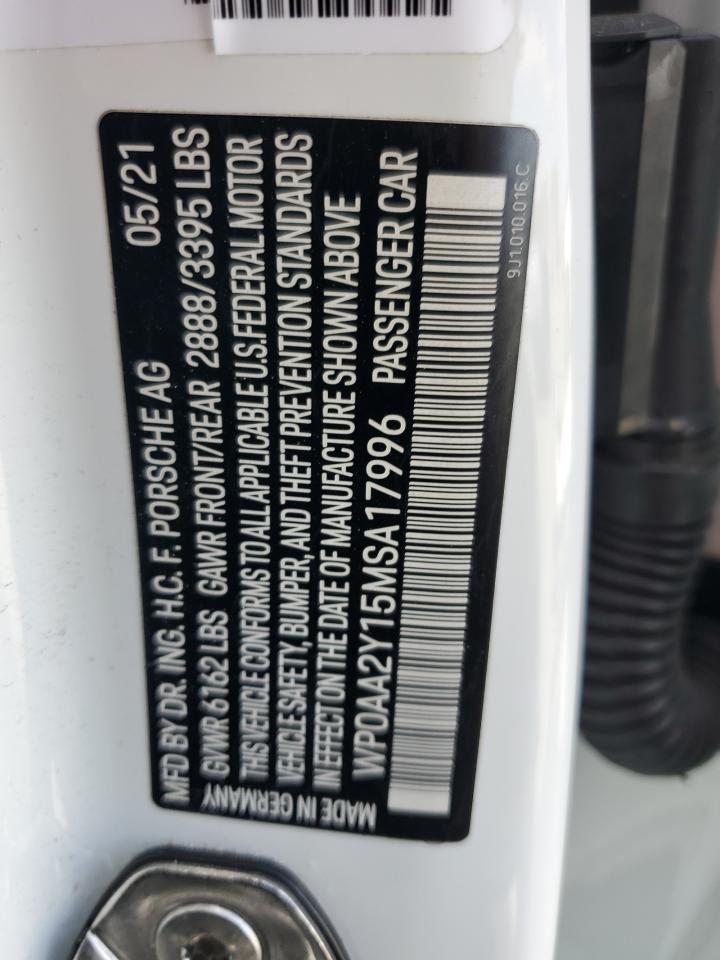 MFD BY DR. ING. H.C. F. PORSCHE AG 05/21
GVWR 6162 LBS GAWR FRONT/REAR 2888/3395 LBS
THIS VEHICLE CONFORMS TO ALL APPLICABLE U.S. FEDERAL MOTOR
VEHICLE SAFETY, BUMPER, AND THEFT PREVENTION STANDARDS
IN EFFECT ON THE DATE OF MANUFACTURE SHOWN ABOVE
WP0AA2Y15MSA17996 PASSENGER CAR
MADE IN GERMANY
9J1.010.016.C